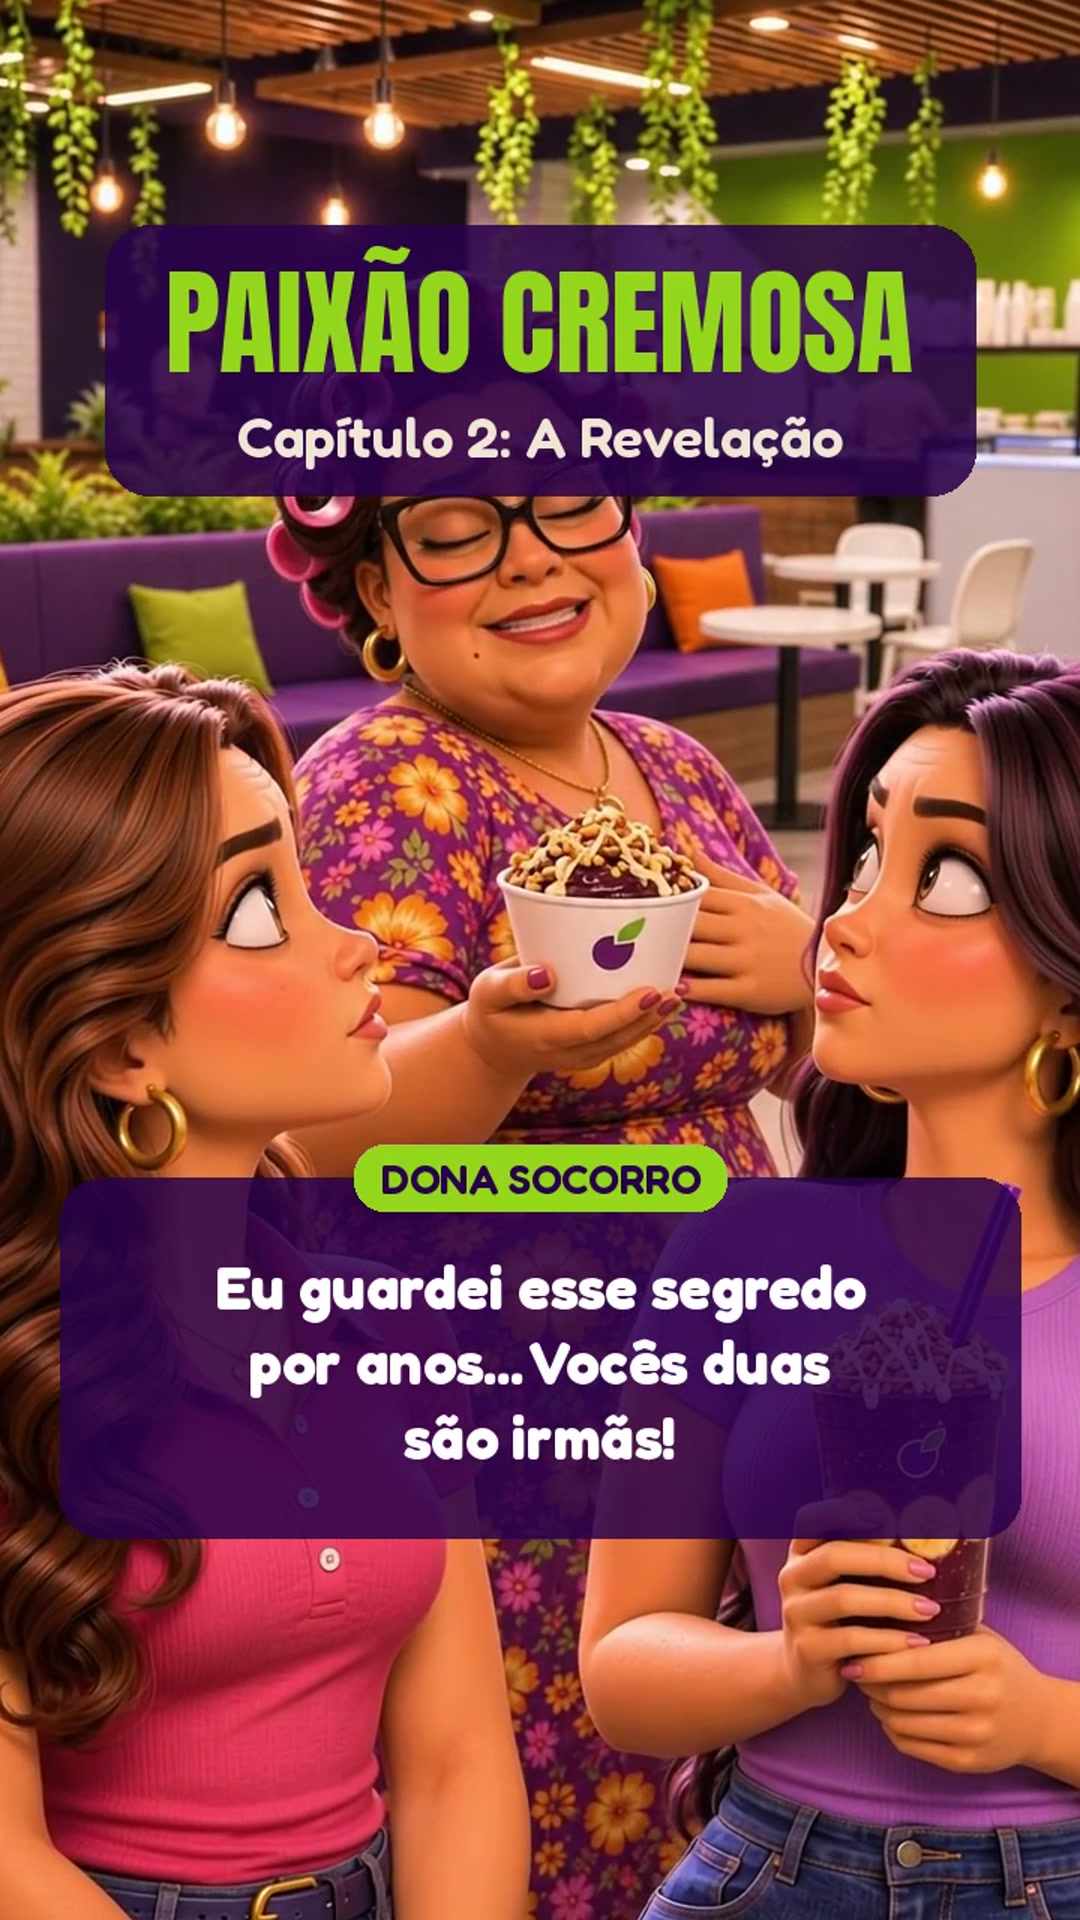 PAIXÃO CREMOSA
Capítulo 2: A Revelação
DONA SOCORRO
Eu guardei esse segredo
por anos... Vocês duas
são irmãs!